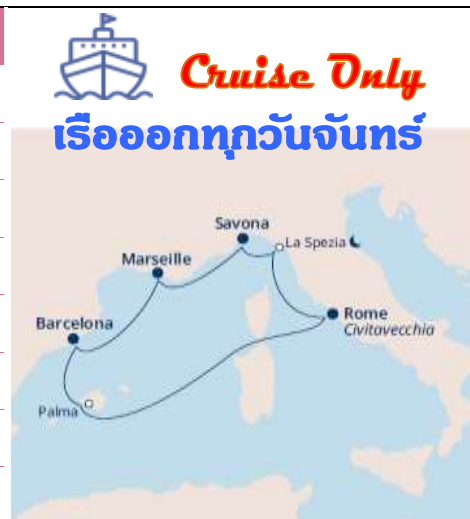 Cruise Only
เรือออกทุกวันจันทร์
Savona
La Spezia
Marseille
Barcelona
Rome
Civitavecchia
Palma